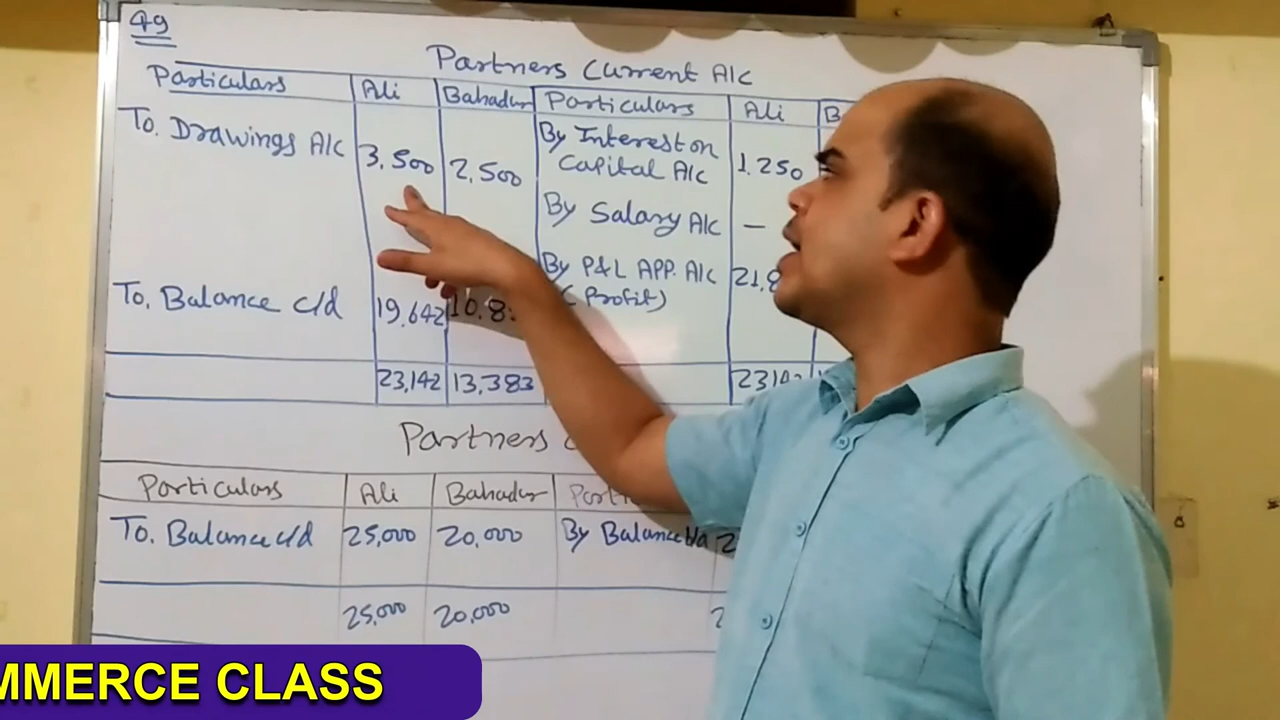 49
Partners Current A/c
Particulars Ali Bahadur Particulars Ali
To. Drawings A/c 3,500 2,500 By Interest on Capital A/c 1,250
By Salary A/c —
By P&L APP. A/c (Profit)
To. Balance c/d 19,642
23,142 13,383
Partners
Particulars Ali Bahadur
To. Balance c/d 25,000 20,000 By Balance b/d
25,000 20,000
MMERCE CLASS